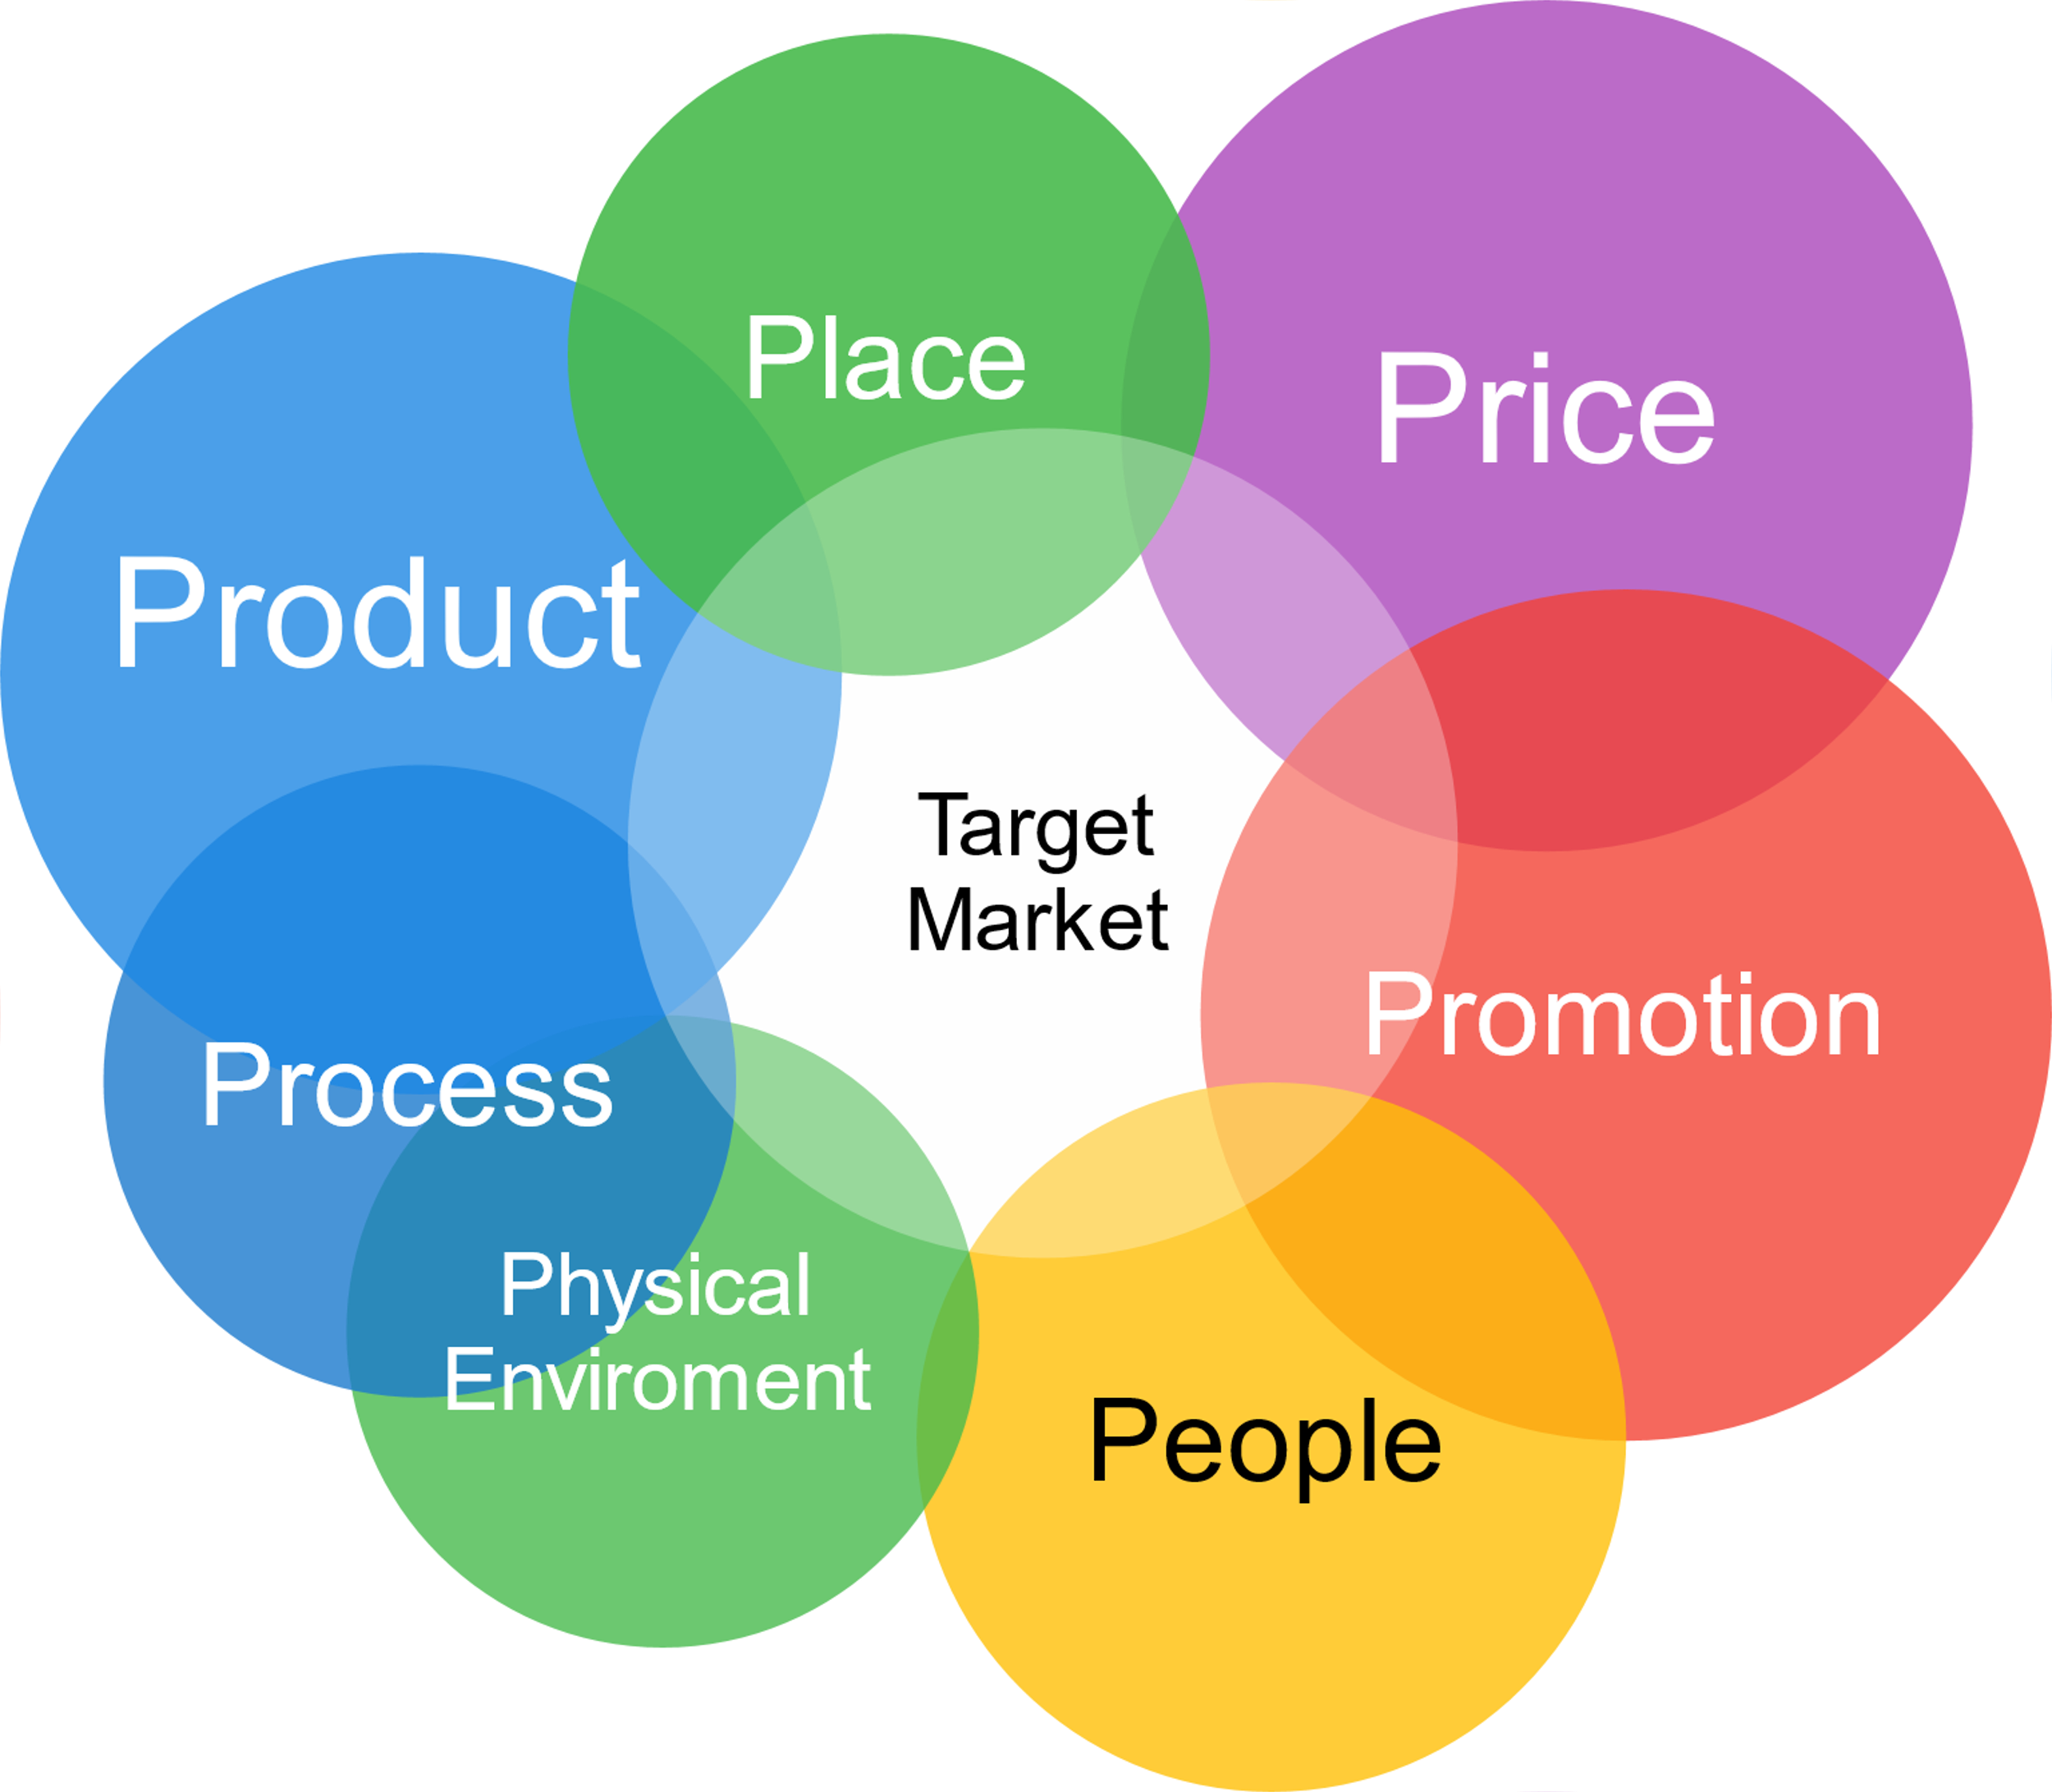 Place
Price
Product
Target
Market
Promotion
Process
Physical
Enviroment
People